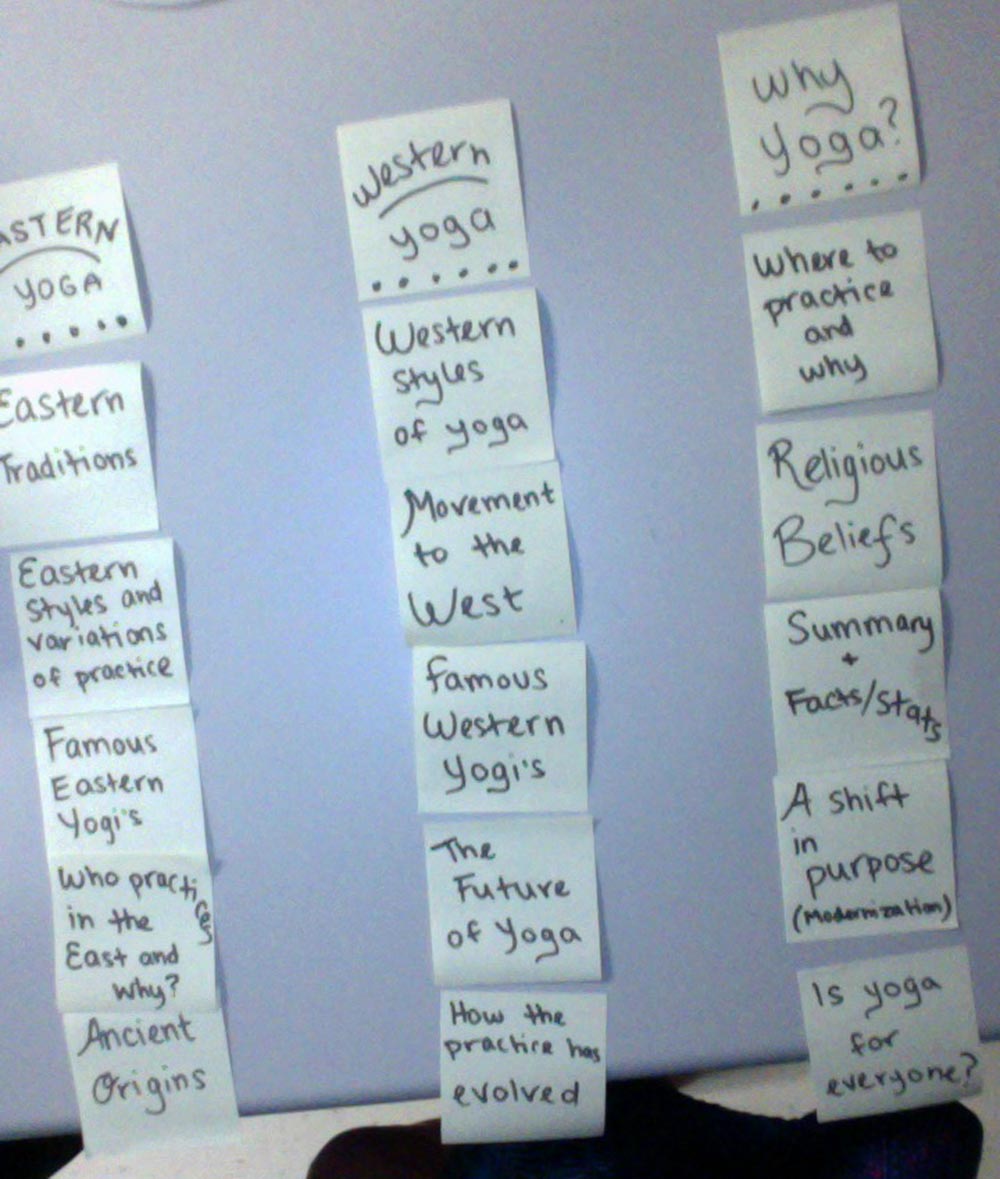 ASTERN
YOGA
Eastern
Traditions
Eastern
Styles and
variations
of practice
Famous
Eastern
Yogi's
Who practices
in the
East and
why?
Ancient
Origins
Western
yoga
Western
styles
of yoga
Movement
to the
West
Famous
Western
Yogi's
The
Future
of Yoga
How the
practice has
evolved
Why
Yoga?
Where to
practice
and
why
Religious
Beliefs
Summary
+
Facts/Stats
A shift
in
purpose
(Modernization)
Is yoga
for
everyone?